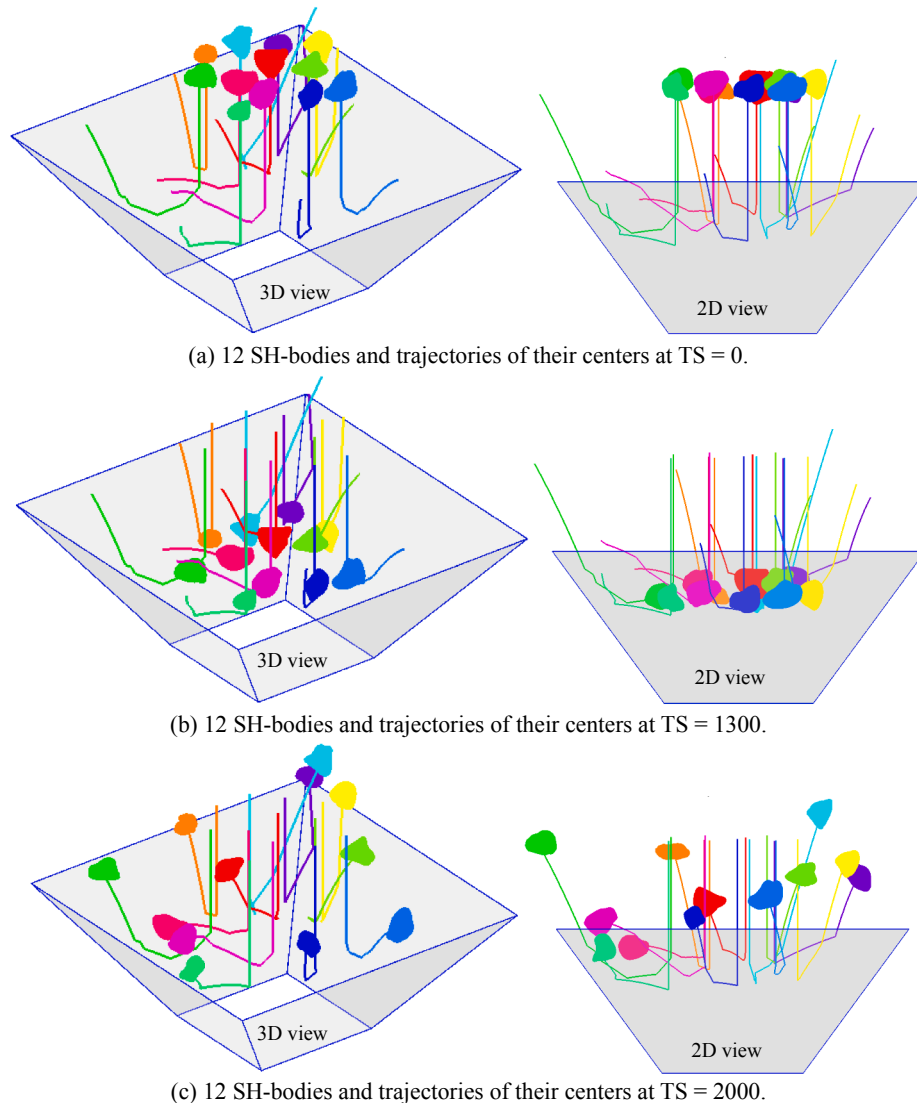 3D view
2D view
(a) 12 SH-bodies and trajectories of their centers at TS = 0.
3D view
2D view
(b) 12 SH-bodies and trajectories of their centers at TS = 1300.
3D view
2D view
(c) 12 SH-bodies and trajectories of their centers at TS = 2000.